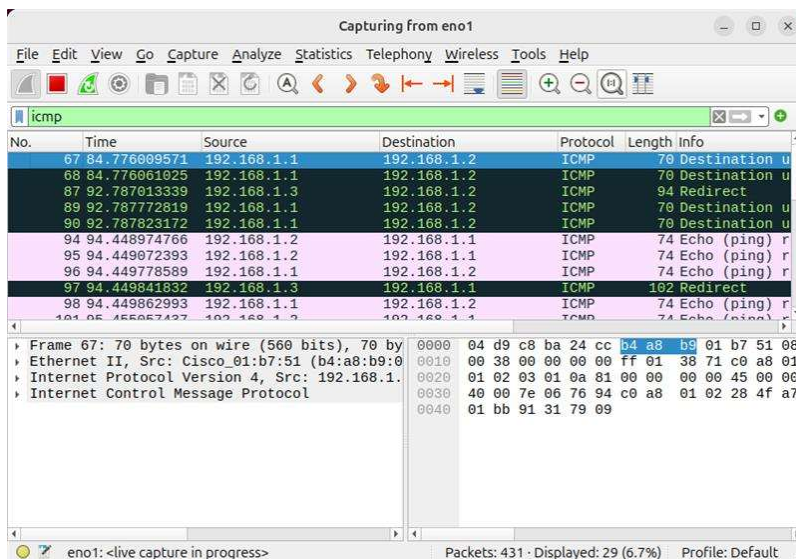 Capturing from eno1
File Edit View Go Capture Analyze Statistics Telephony Wireless Tools Help
icmp
No. Time Source Destination Protocol Length Info
67 84.776009571 192.168.1.1 192.168.1.2 ICMP 70 Destination u
68 84.776061025 192.168.1.1 192.168.1.2 ICMP 70 Destination u
87 92.787013339 192.168.1.3 192.168.1.2 ICMP 94 Redirect
89 92.787772819 192.168.1.1 192.168.1.2 ICMP 70 Destination u
90 92.787823172 192.168.1.1 192.168.1.2 ICMP 70 Destination u
94 94.448974766 192.168.1.2 192.168.1.1 ICMP 74 Echo (ping) r
95 94.449072393 192.168.1.2 192.168.1.1 ICMP 74 Echo (ping) r
96 94.449778589 192.168.1.1 192.168.1.2 ICMP 74 Echo (ping) r
97 94.449841832 192.168.1.3 192.168.1.2 ICMP 102 Redirect
98 94.449862993 192.168.1.1 192.168.1.2 ICMP 74 Echo (ping) r
Frame 67: 70 bytes on wire (560 bits), 70 by
Ethernet II, Src: Cisco_01:b7:51 (b4:a8:b9:0
Internet Protocol Version 4, Src: 192.168.1.
Internet Control Message Protocol
0000 04 d9 c8 ba 24 cc b4 a8 b9 01 b7 51 08
0010 00 38 00 00 00 00 ff 01 38 71 c0 a8 01
0020 01 02 03 01 0a 81 00 00 00 00 45 00 00
0030 40 00 7e 06 76 94 c0 a8 01 02 28 4f a7
0040 01 bb 91 31 79 09
eno1: <live capture in progress> Packets: 431 · Displayed: 29 (6.7%) Profile: Default